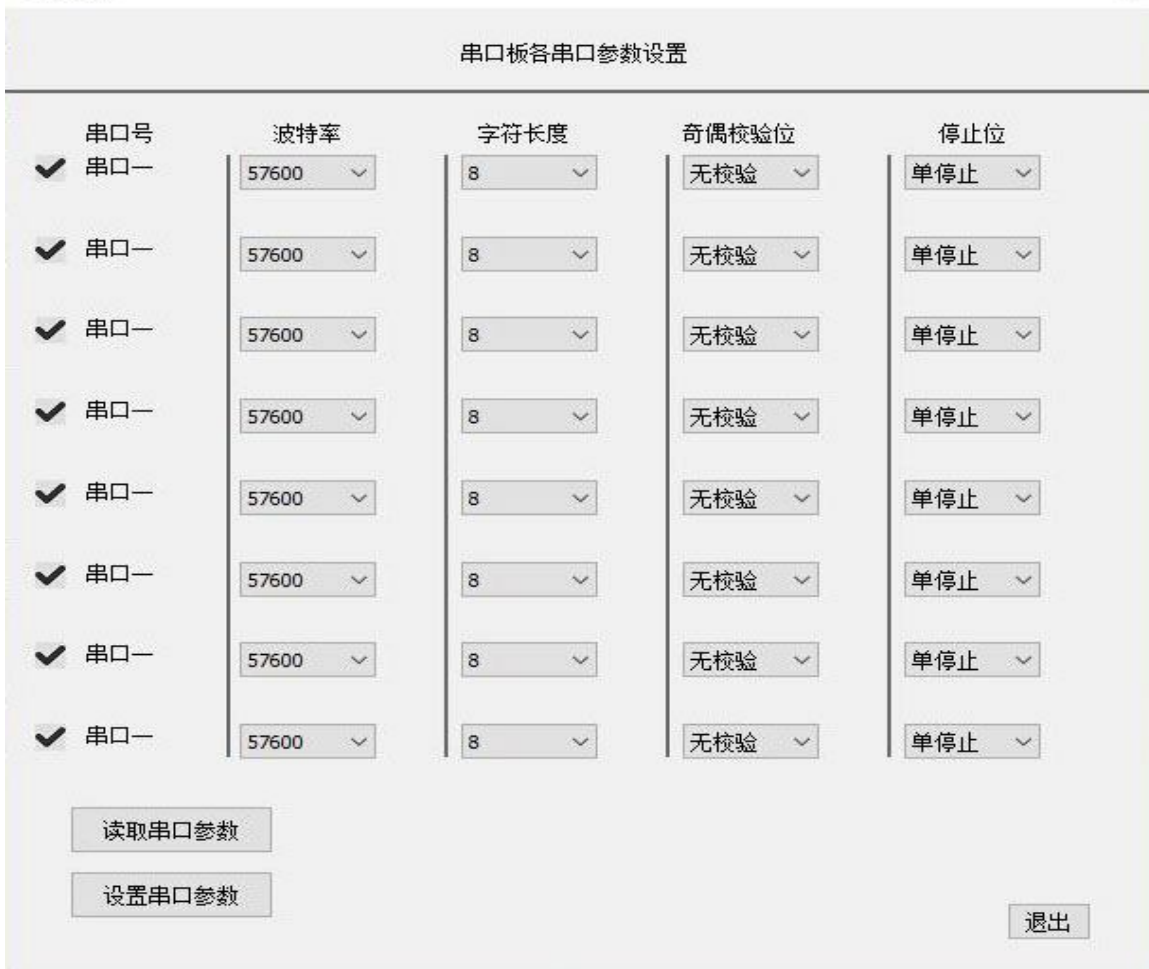 串口板各串口参数设置
串口号 波特率 字符长度 奇偶校验位 停止位
串口一 57600 8 无校验 单停止
串口一 57600 8 无校验 单停止
串口一 57600 8 无校验 单停止
串口一 57600 8 无校验 单停止
串口一 57600 8 无校验 单停止
串口一 57600 8 无校验 单停止
串口一 57600 8 无校验 单停止
串口一 57600 8 无校验 单停止
读取串口参数
设置串口参数
退出